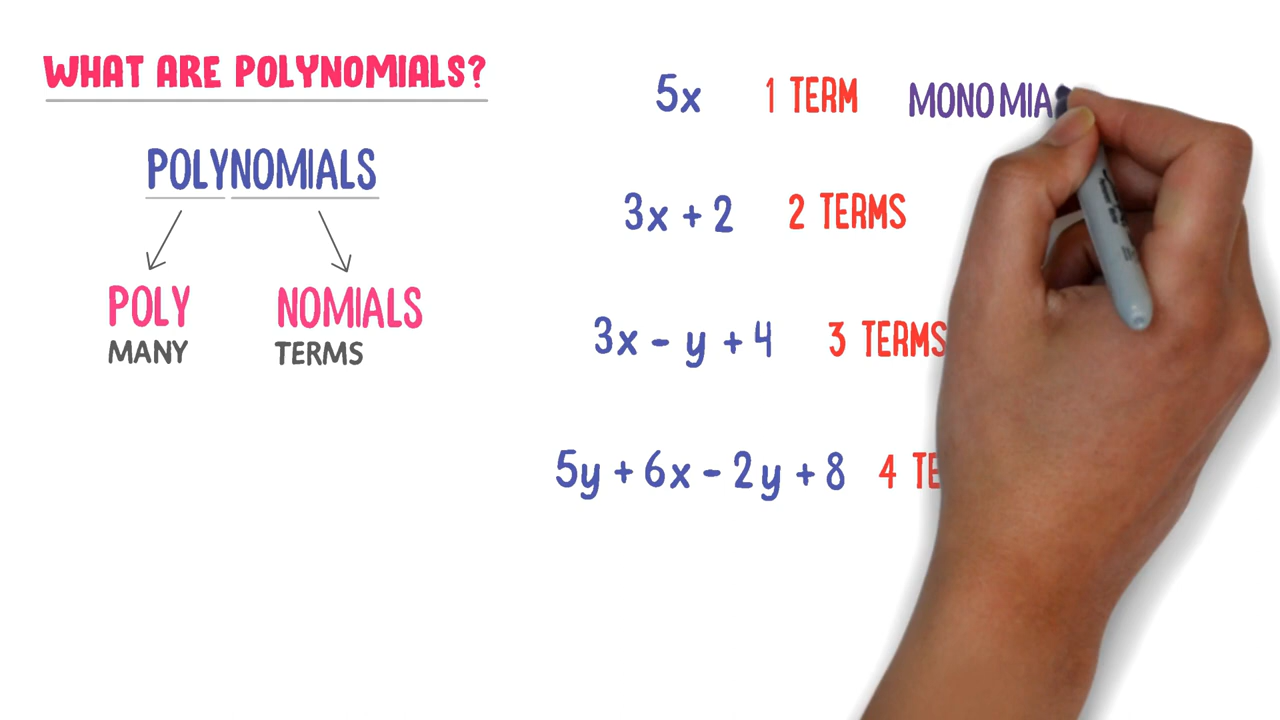 WHAT ARE POLYNOMIALS?
POLYNOMIALS
POLY NOMIALS
MANY TERMS
5x 1 TERM
3x + 2 2 TERMS
3x - y + 4 3 TERMS
5y + 6x - 2y + 8 4